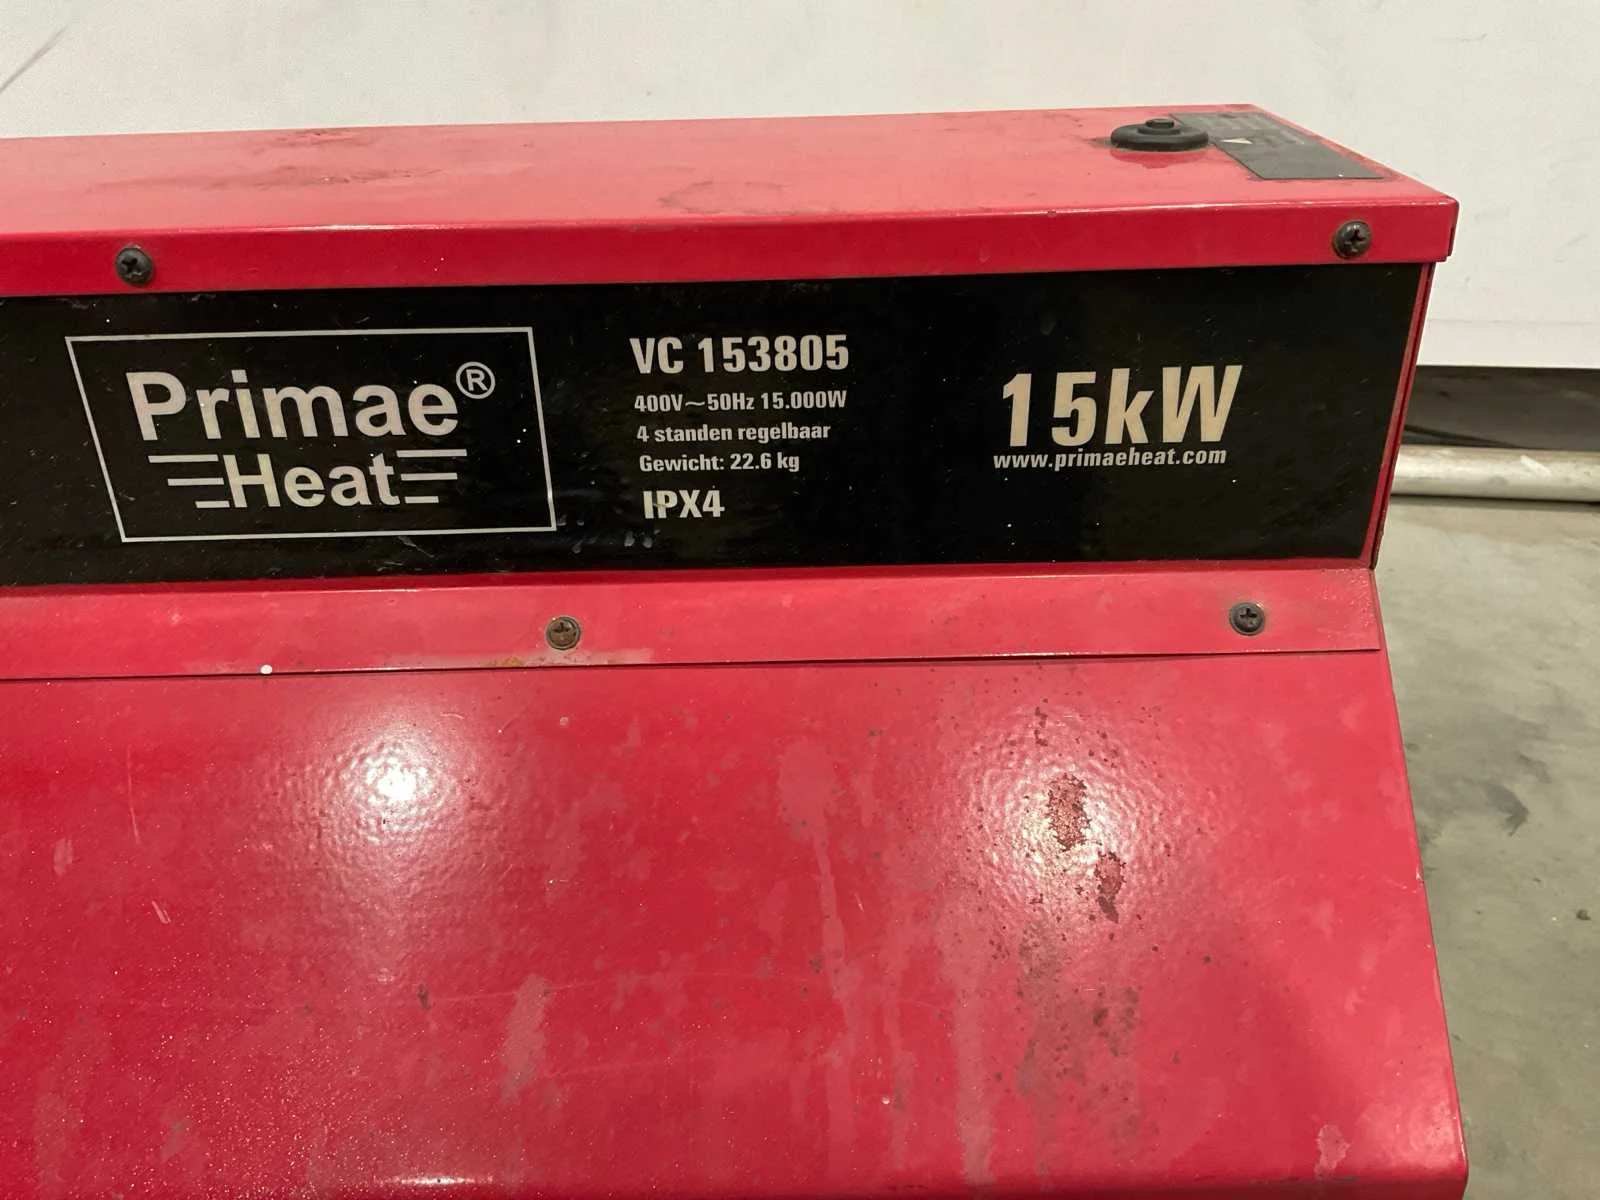 Primae®
Heat
VC 153805
400V~50Hz 15.000W
4 standen regelbaar
Gewicht: 22.6 kg
IPX4
15kW
www.primaeheat.com